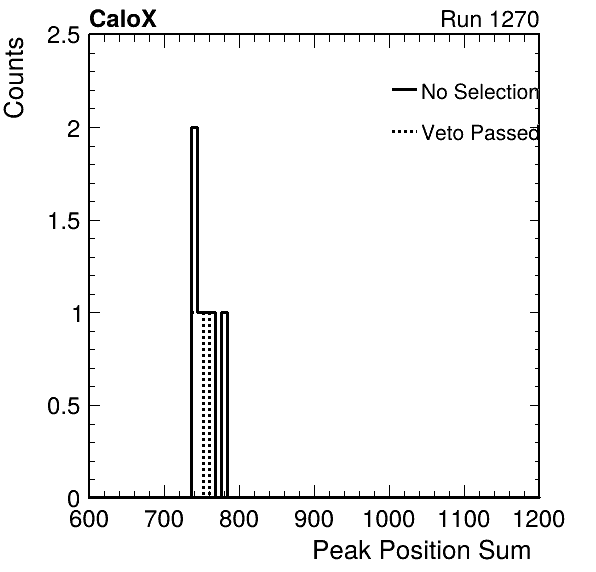 CaloX Run 1270
Counts
2.5
2
1.5
1
0.5
0
No Selection
Veto Passed
600 700 800 900 1000 1100 1200
Peak Position Sum